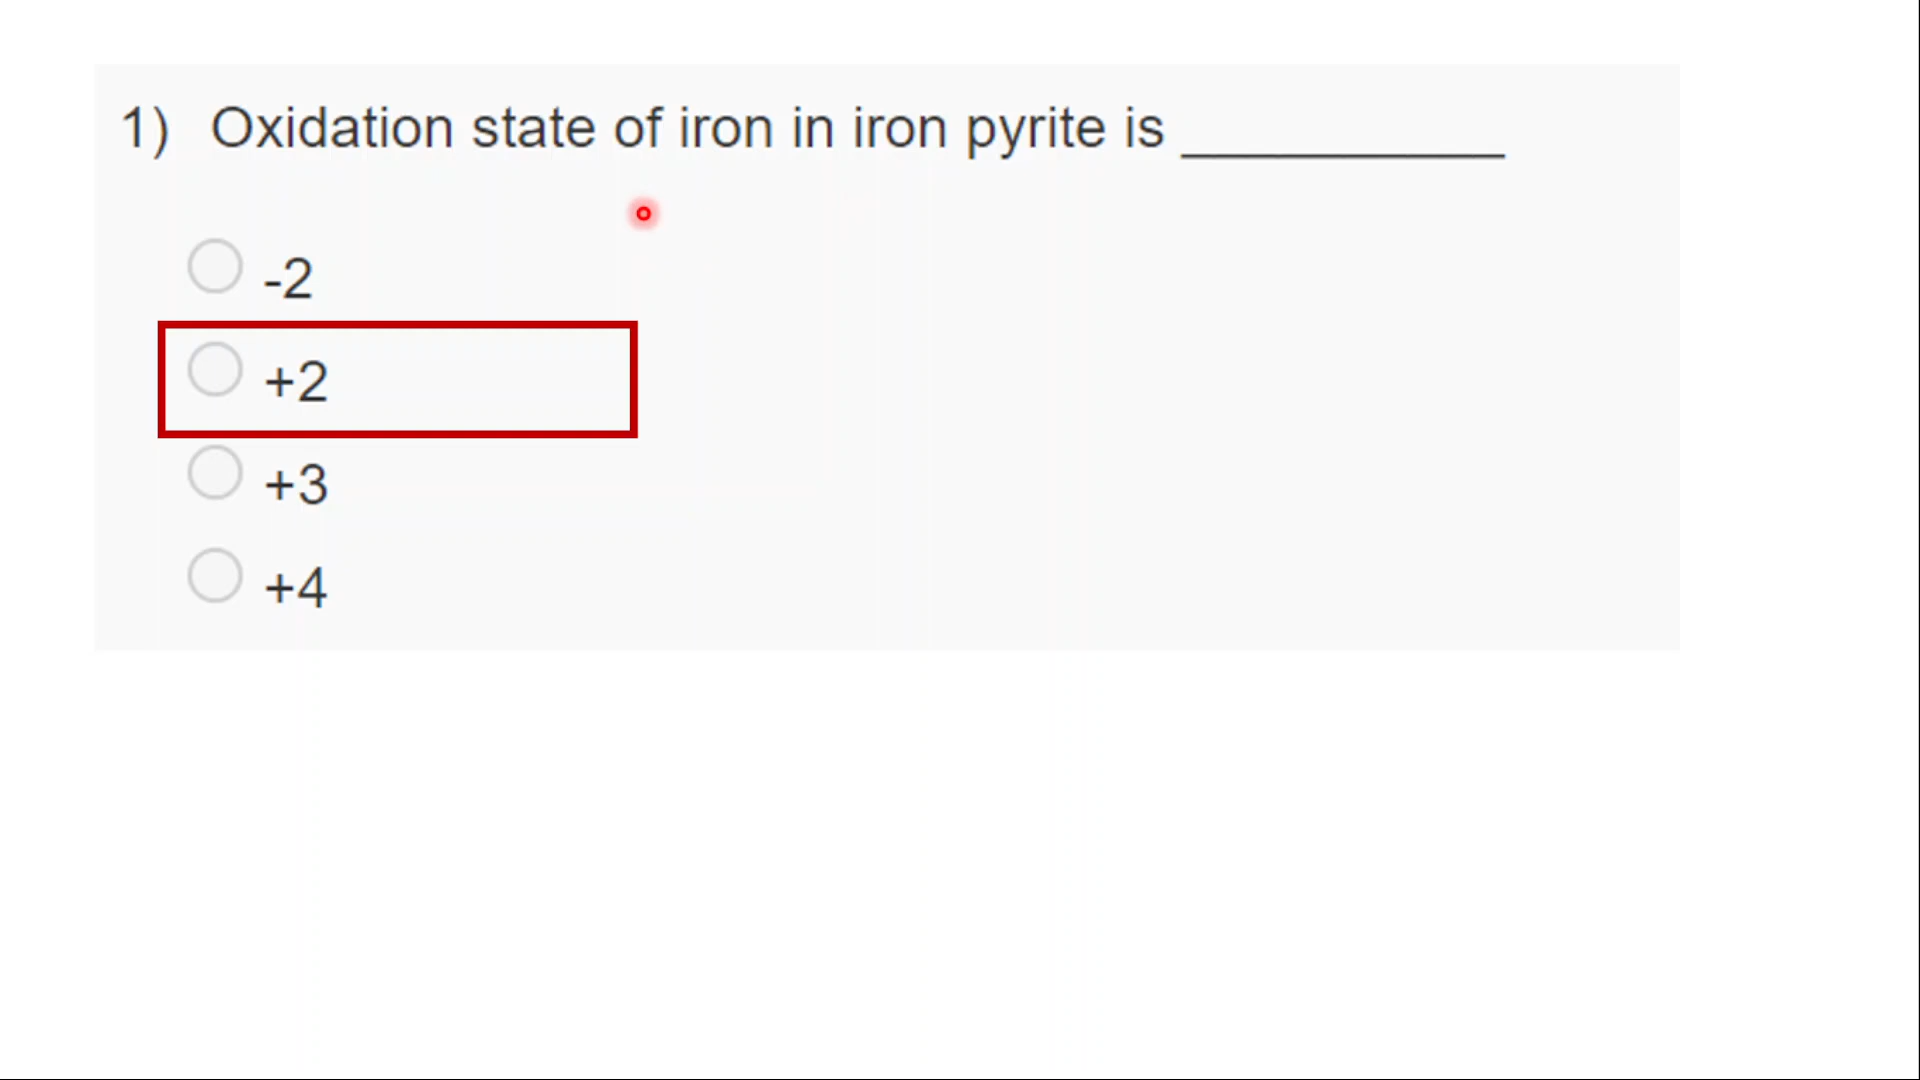 1) Oxidation state of iron in iron pyrite is ___________
-2
+2
+3
+4